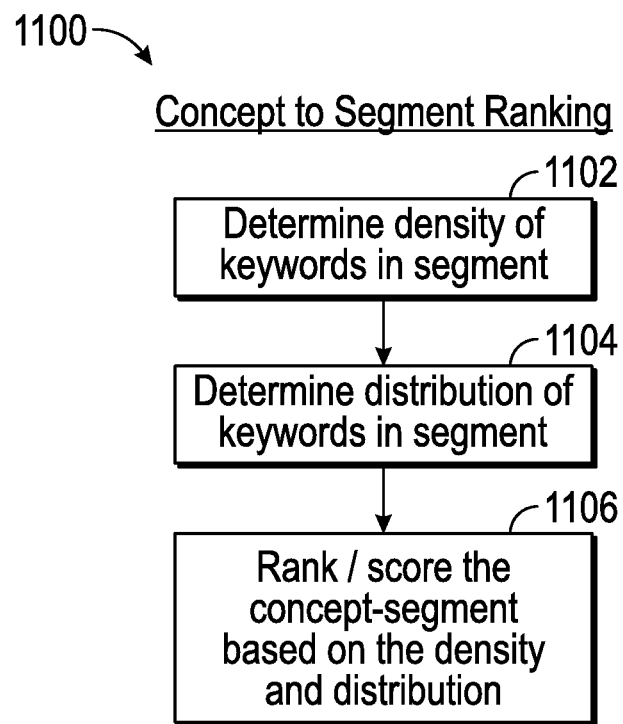 1100
Concept to Segment Ranking
1102
Determine density of
keywords in segment
1104
Determine distribution of
keywords in segment
1106
Rank / score the
concept-segment
based on the density
and distribution